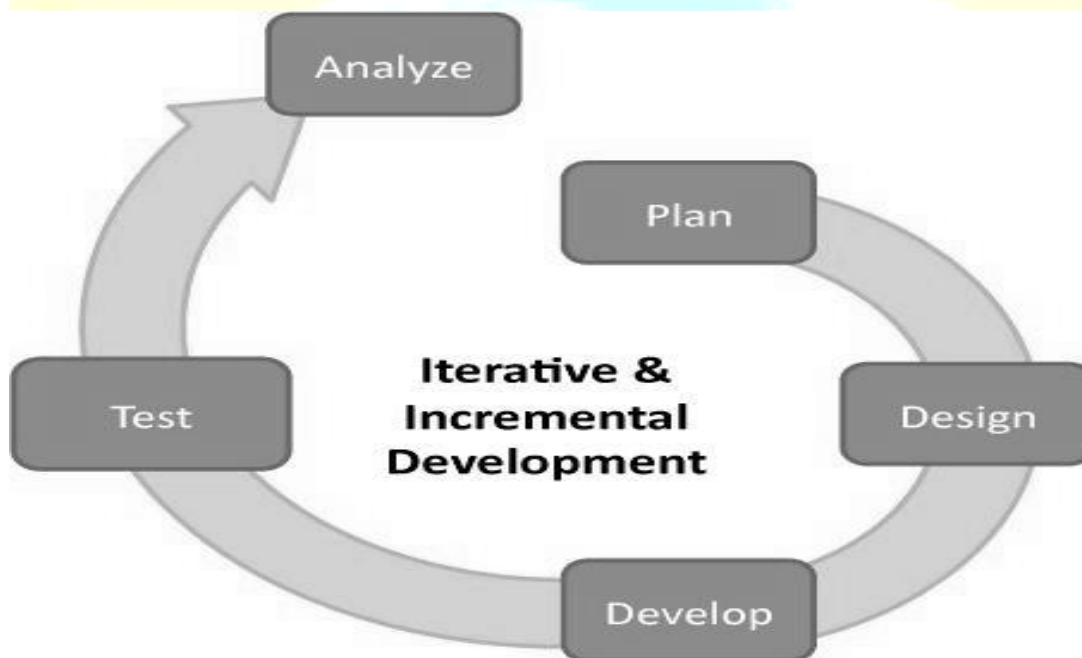 Analyze
Plan
Iterative &
Incremental
Development
Test
Design
Develop